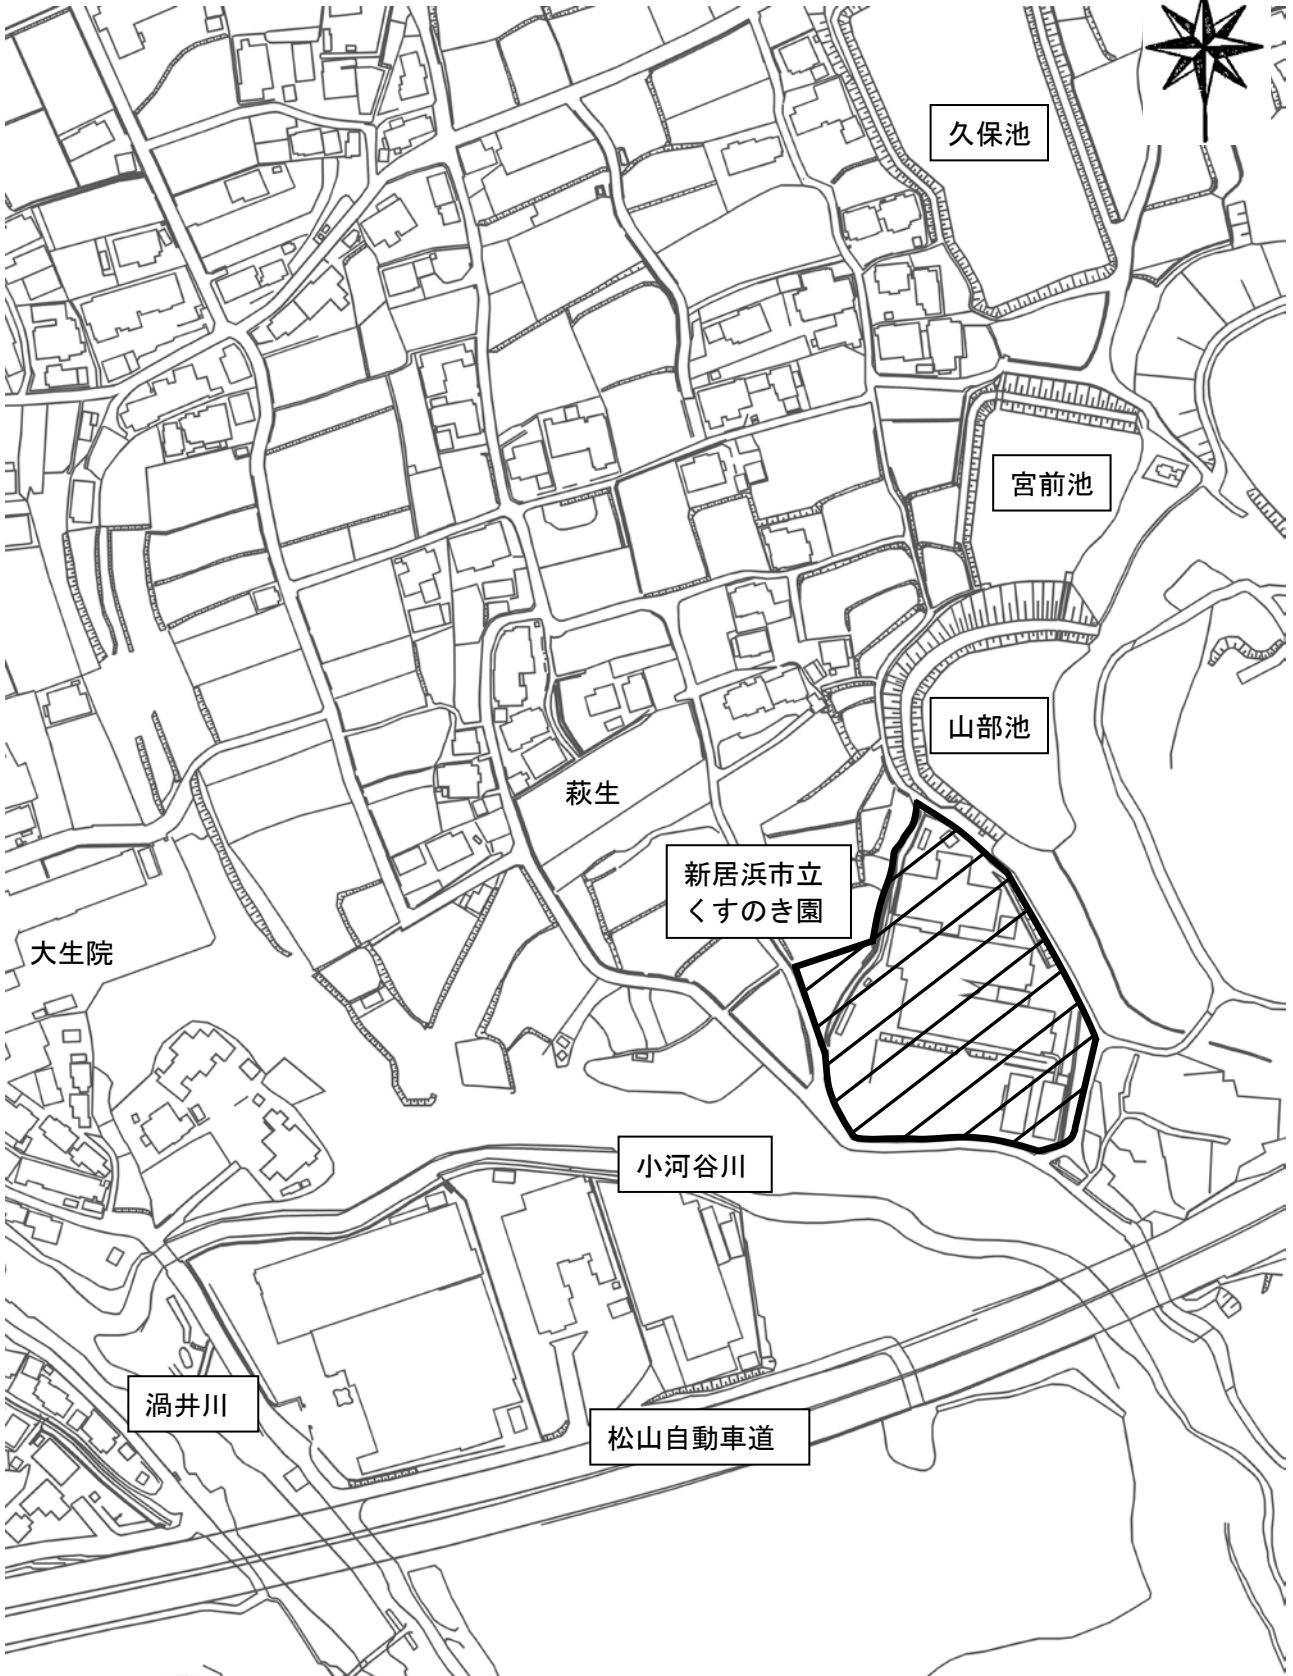 久保池
宮前池
山部池
萩生
新居浜市立
くすのき園
大生院
小河谷川
渦井川
松山自動車道